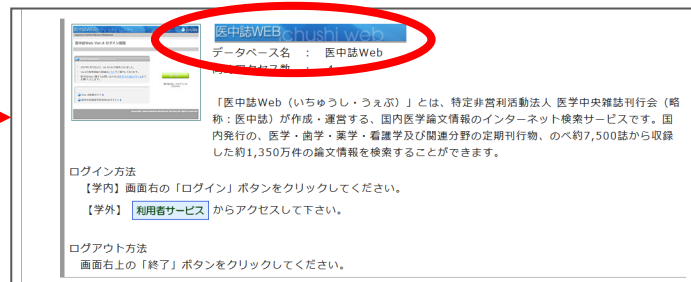 医中誌WEB chushi web
データベース名 : 医中誌Web
「医中誌Web（いちゅうし・うぇぶ）」とは、特定非営利活動法人 医学中央雑誌刊行会（略
称：医中誌）が作成・運営する、国内医学論文情報のインターネット検索サービスです。国
内発行の、医学・歯学・薬学・看護学及び関連分野の定期刊行物、のべ約7,500誌から収録
した約1,350万件の論文情報を検索することができます。
ログイン方法
【学内】画面右の「ログイン」ボタンをクリックしてください。
【学外】 利用者サービス からアクセスして下さい。
ログアウト方法
画面右上の「終了」ボタンをクリックしてください。